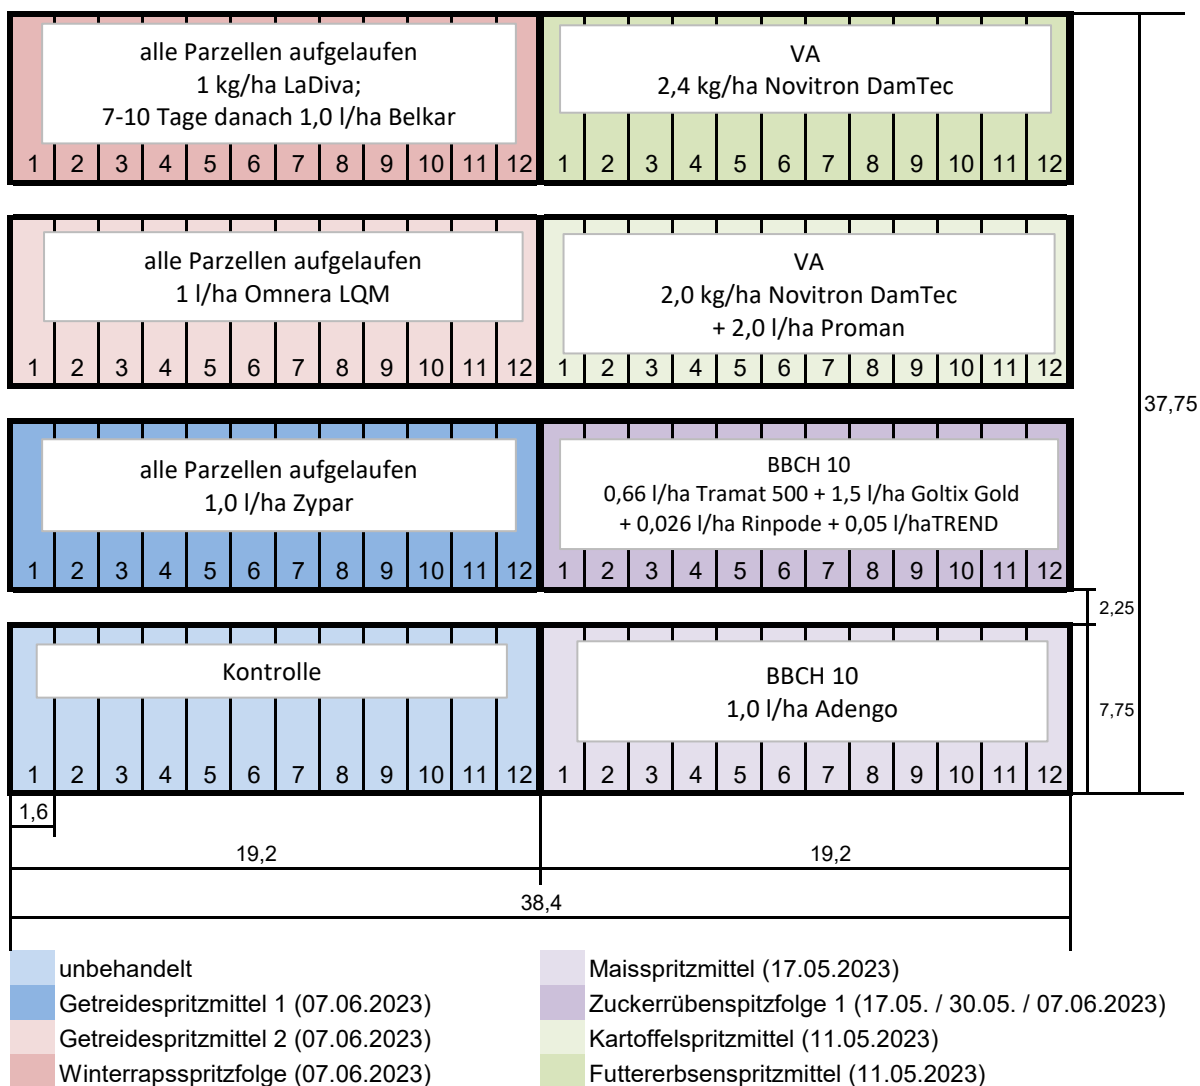 alle Parzellen aufgelaufen
1 kg/ha LaDiva;
7-10 Tage danach 1,0 l/ha Belkar
1 2 3 4 5 6 7 8 9 10 11 12
VA
2,4 kg/ha Novitron DamTec
1 2 3 4 5 6 7 8 9 10 11 12
alle Parzellen aufgelaufen
1 l/ha Omnera LQM
1 2 3 4 5 6 7 8 9 10 11 12
VA
2,0 kg/ha Novitron DamTec
+ 2,0 l/ha Proman
1 2 3 4 5 6 7 8 9 10 11 12
37,75
alle Parzellen aufgelaufen
1,0 l/ha Zypar
1 2 3 4 5 6 7 8 9 10 11 12
BBCH 10
0,66 l/ha Tramat 500 + 1,5 l/ha Goltix Gold
+ 0,026 l/ha Rinpode + 0,05 l/haTREND
1 2 3 4 5 6 7 8 9 10 11 12
2,25
Kontrolle
1 2 3 4 5 6 7 8 9 10 11 12
BBCH 10
1,0 l/ha Adengo
1 2 3 4 5 6 7 8 9 10 11 12
7,75
1,6
19,2
19,2
38,4
unbehandelt
Getreidespritzmittel 1 (07.06.2023)
Getreidespritzmittel 2 (07.06.2023)
Winterrapsspritzfolge (07.06.2023)
Maisspritzmittel (17.05.2023)
Zuckerrübenspitzfolge 1 (17.05. / 30.05. / 07.06.2023)
Kartoffelspritzmittel (11.05.2023)
Futtererbsenspritzmittel (11.05.2023)